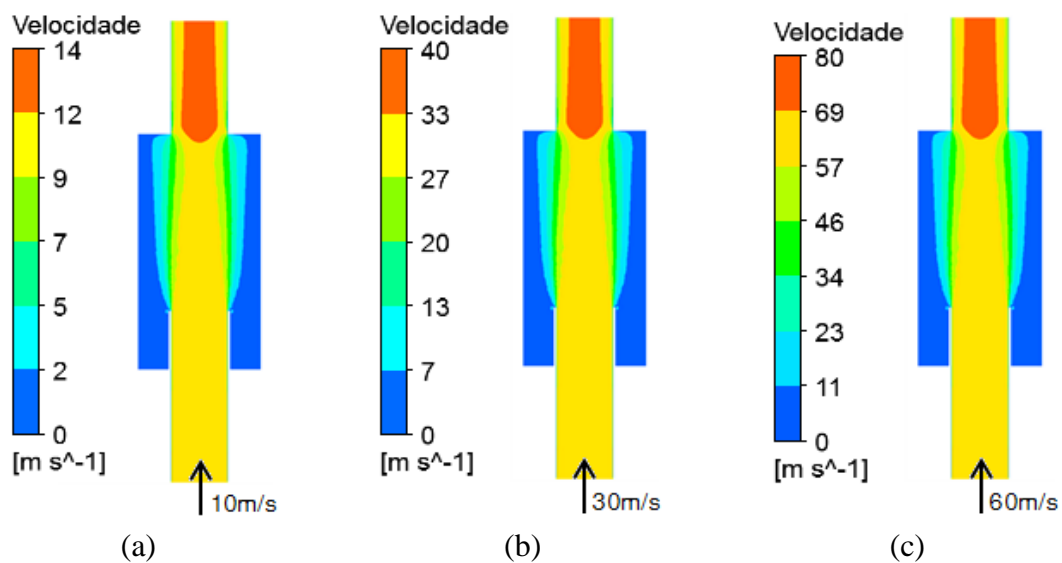 Velocidade
14
12
9
7
5
2
0
[m s^-1]
10m/s
(a)
Velocidade
40
33
27
20
13
7
0
[m s^-1]
30m/s
(b)
Velocidade
80
69
57
46
34
23
11
0
[m s^-1]
60m/s
(c)